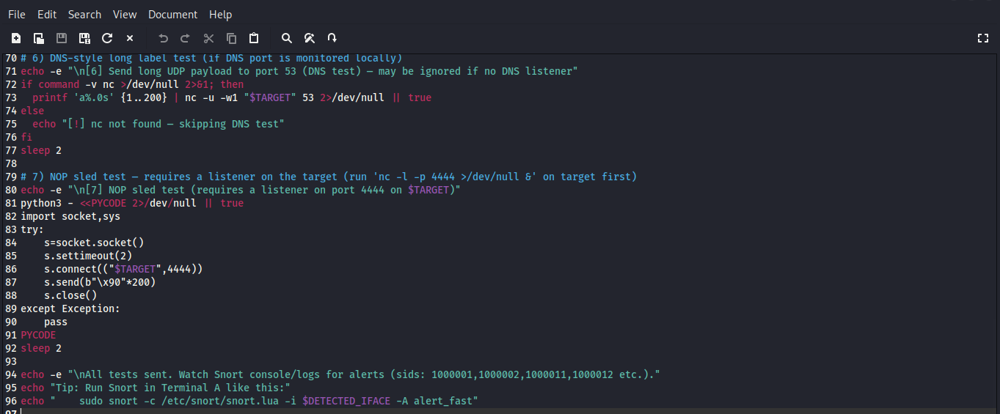 File Edit Search View Document Help
70 # 6) DNS-style long label test (if DNS port is monitored locally)
71 echo -e "\n[6] Send long UDP payload to port 53 (DNS test) — may be ignored if no DNS listener"
72 if command -v nc >/dev/null 2>&1; then
73   printf 'a%.0s' {1..200} | nc -u -w1 "$TARGET" 53 2>/dev/null || true
74 else
75   echo "[!] nc not found — skipping DNS test"
76 fi
77 sleep 2
78
79 # 7) NOP sled test — requires a listener on the target (run 'nc -l -p 4444 >/dev/null &' on target first)
80 echo -e "\n[7] NOP sled test (requires a listener on port 4444 on $TARGET)"
81 python3 - <<PYCODE 2>/dev/null || true
82 import socket,sys
83 try:
84     s=socket.socket()
85     s.settimeout(2)
86     s.connect(("$TARGET",4444))
87     s.send(b"\x90"*200)
88     s.close()
89 except Exception:
90     pass
91 PYCODE
92 sleep 2
93
94 echo -e "\nAll tests sent. Watch Snort console/logs for alerts (sids: 1000001,1000002,1000011,1000012 etc.)."
95 echo "Tip: Run Snort in Terminal A like this:"
96 echo "    sudo snort -c /etc/snort/snort.lua -i $DETECTED_IFACE -A alert_fast"
97